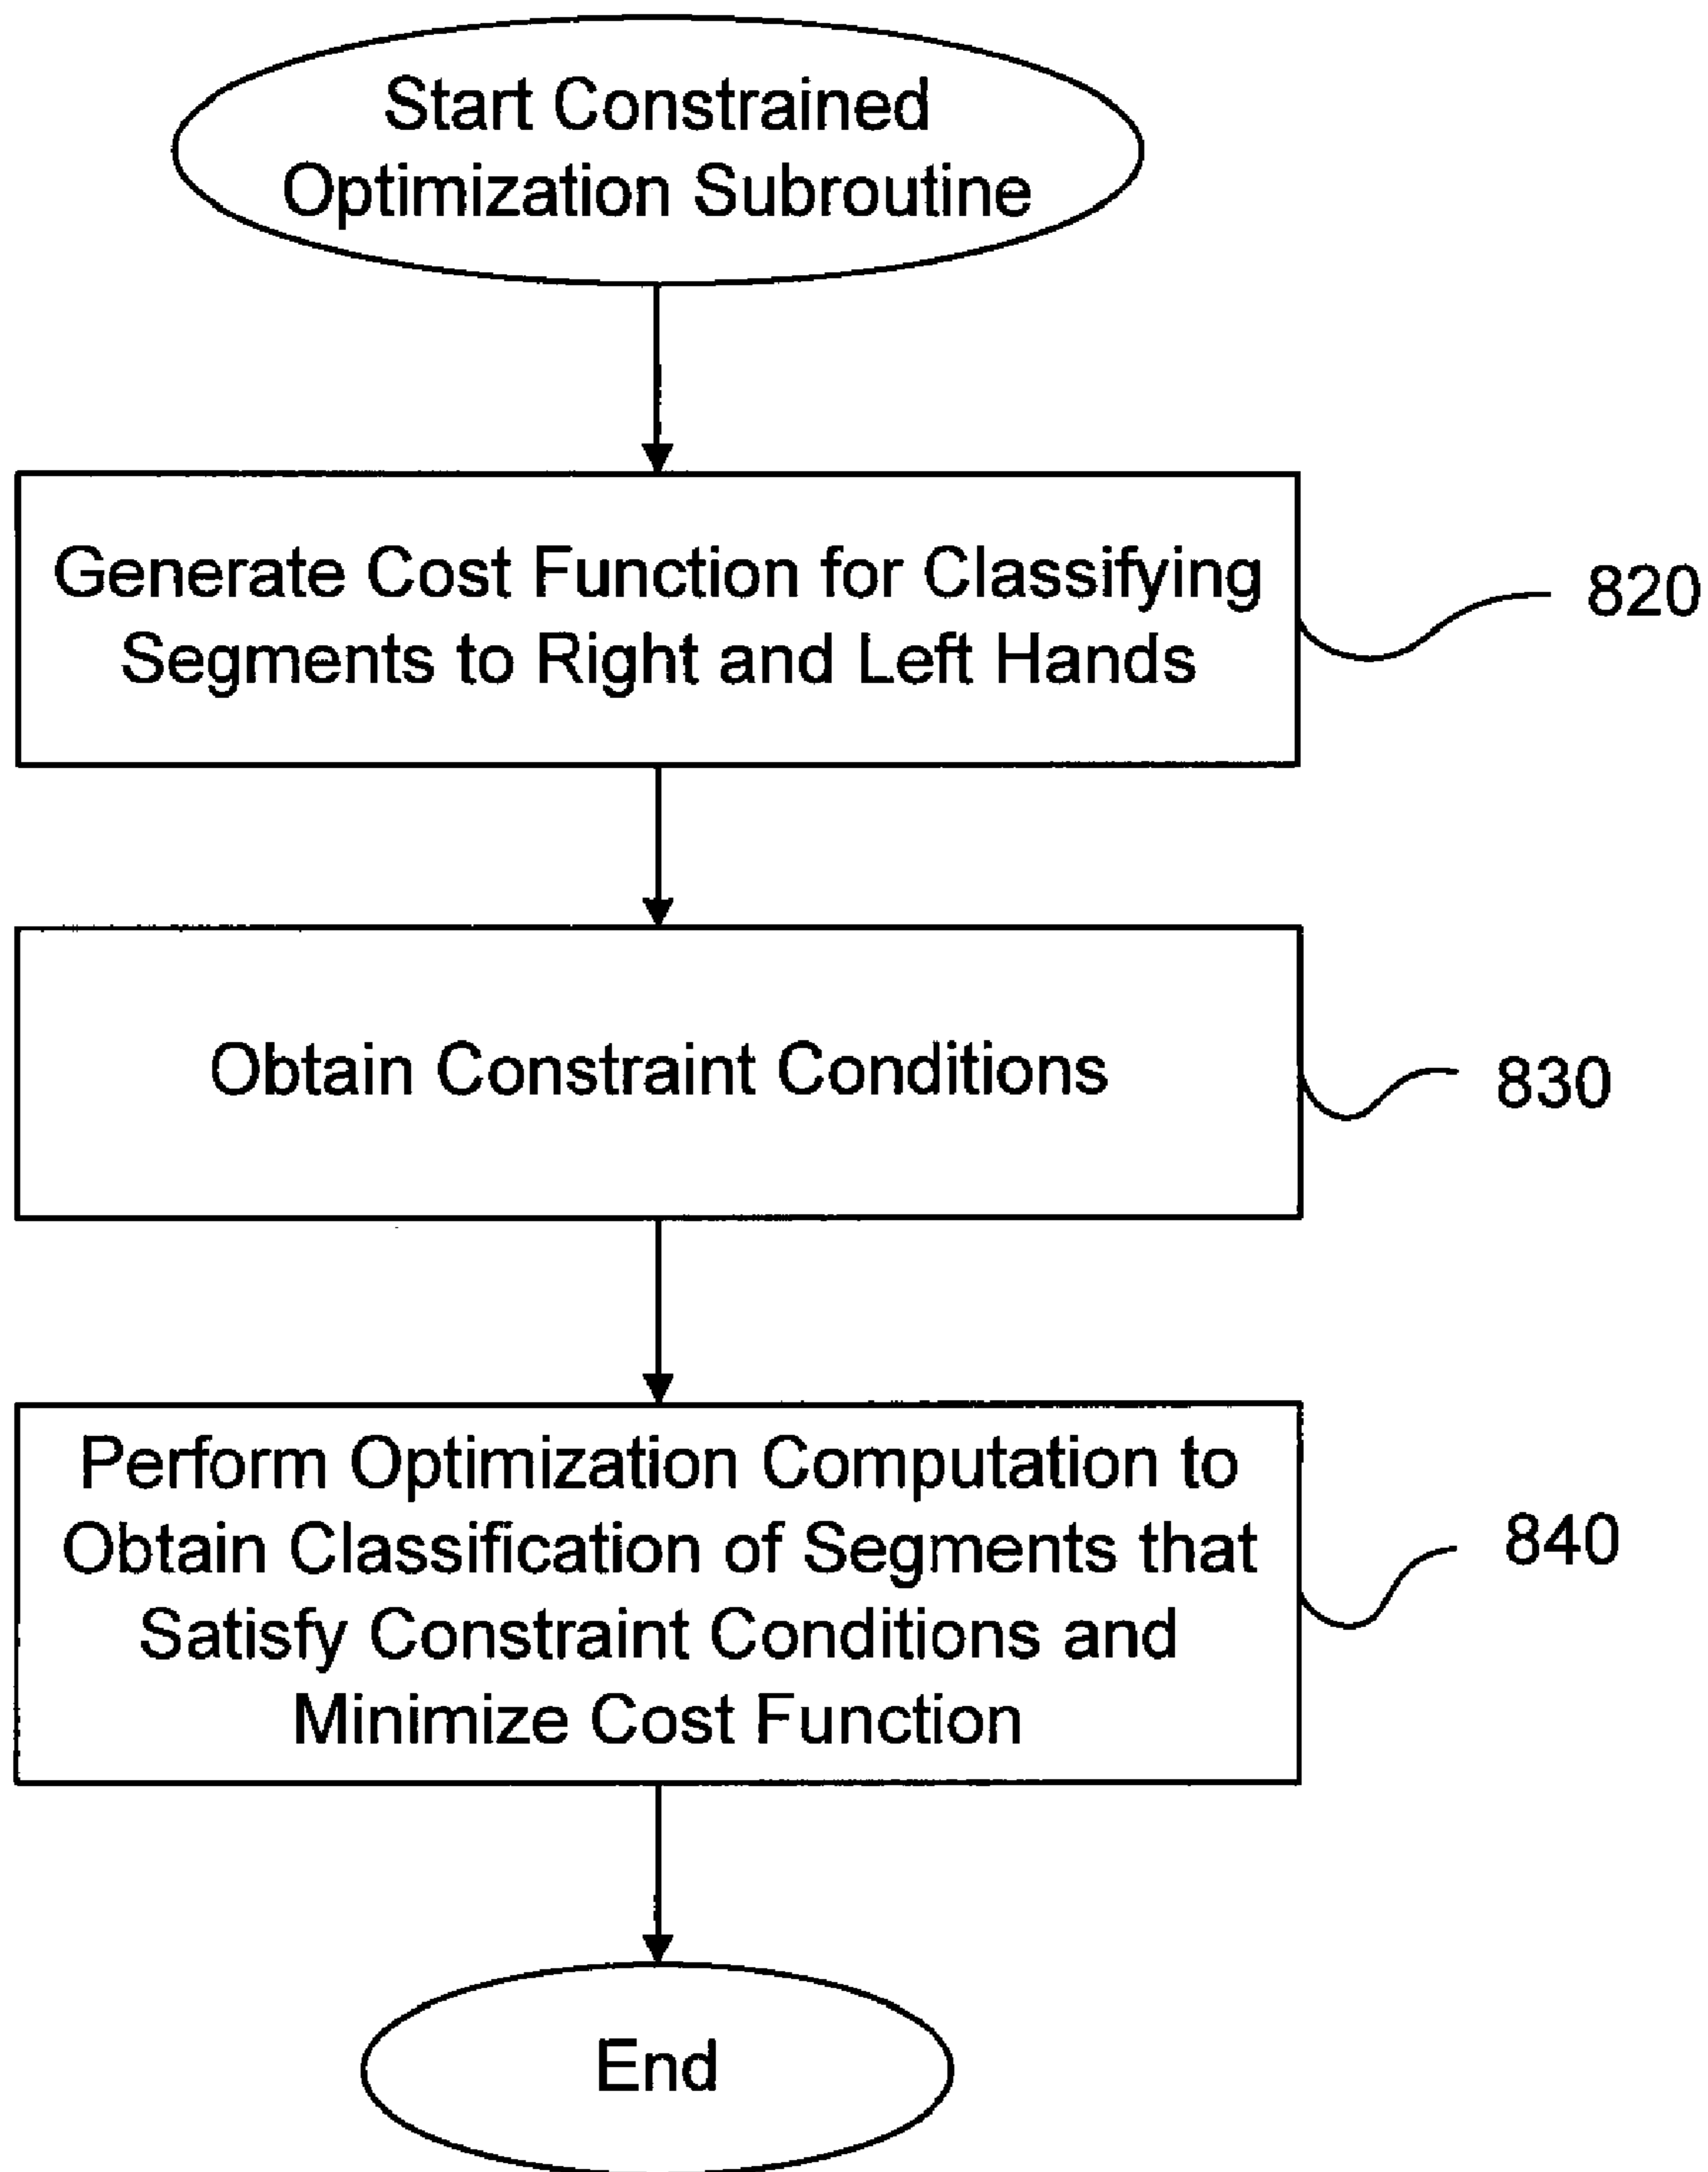 Start Constrained
Optimization Subroutine
Generate Cost Function for Classifying
Segments to Right and Left Hands
820
Obtain Constraint Conditions
830
Perform Optimization Computation to
Obtain Classification of Segments that
Satisfy Constraint Conditions and
Minimize Cost Function
840
End